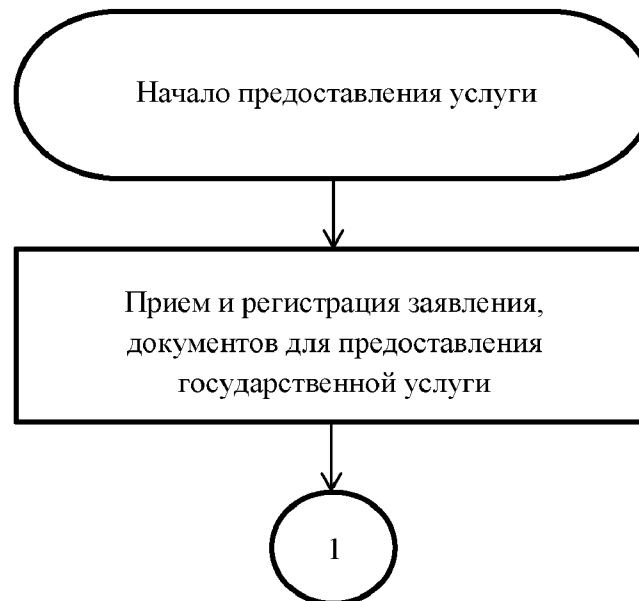 Начало предоставления услуги
Прием и регистрация заявления,
документов для предоставления
государственной услуги
1